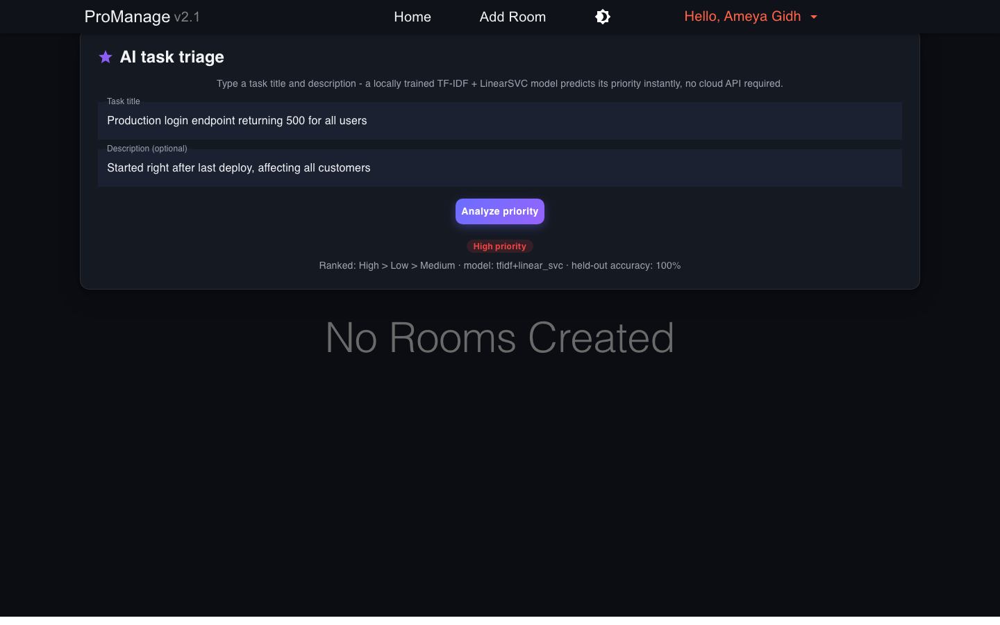 ProManage v2.1
Home
Add Room
Hello, Ameya Gidh
AI task triage
Type a task title and description - a locally trained TF-IDF + LinearSVC model predicts its priority instantly, no cloud API required.
Task title
Production login endpoint returning 500 for all users
Description (optional)
Started right after last deploy, affecting all customers
Analyze priority
High priority
Ranked: High > Low > Medium · model: tfidf+linear_svc · held-out accuracy: 100%
No Rooms Created